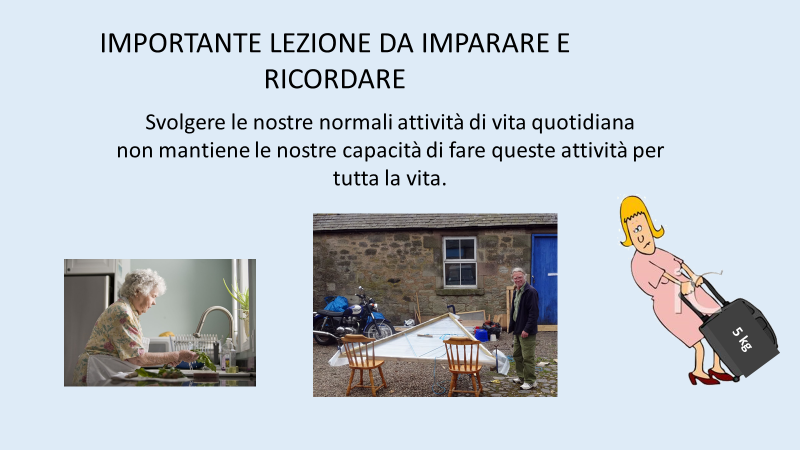 IMPORTANTE LEZIONE DA IMPARARE E
RICORDARE
Svolgere le nostre normali attività di vita quotidiana
non mantiene le nostre capacità di fare queste attività per
tutta la vita.
5 kg